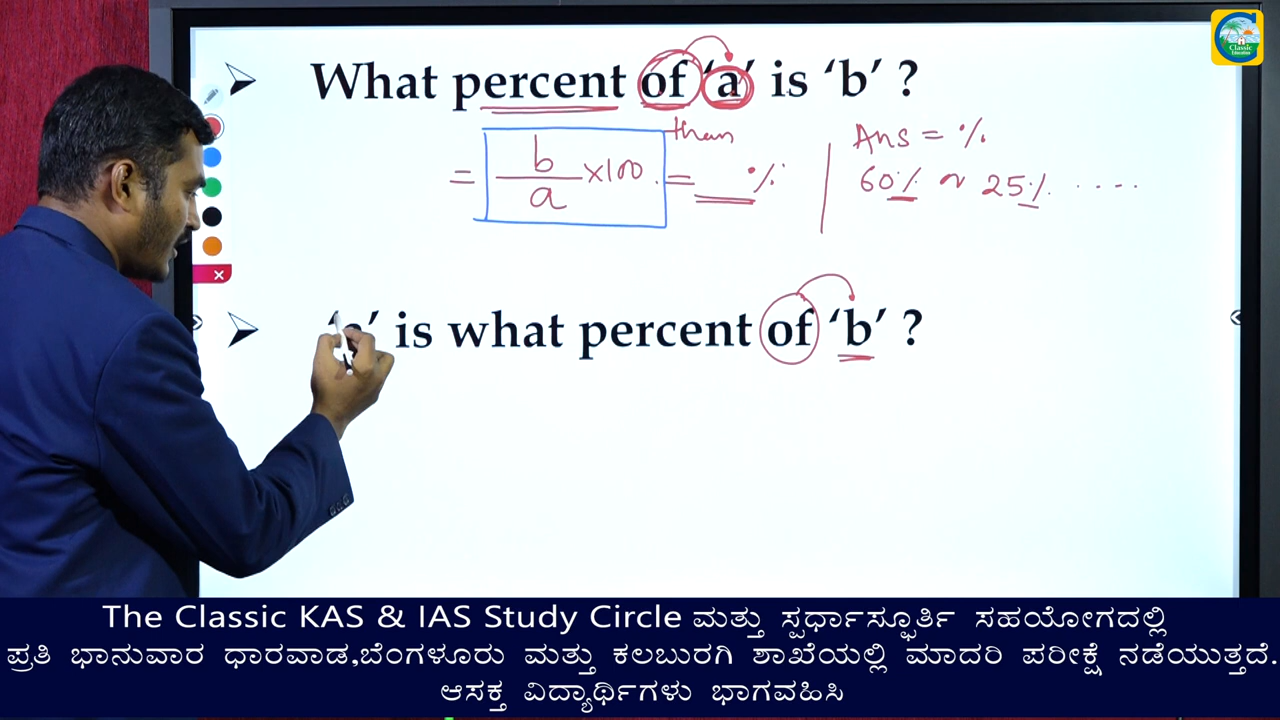 Classic
Education
➢ What percent of 'a' is 'b' ?
than
= b/a ×100 = __ %
Ans = %
60% ~ 25% ....
➢ 'a' is what percent of 'b' ?
The Classic KAS & IAS Study Circle ಮತ್ತು ಸ್ಪರ್ಧಾಸ್ಫೂರ್ತಿ ಸಹಯೋಗದಲ್ಲಿ
ಪ್ರತಿ ಭಾನುವಾರ ಧಾರವಾಡ,ಬೆಂಗಳೂರು ಮತ್ತು ಕಲಬುರಗಿ ಶಾಖೆಯಲ್ಲಿ ಮಾದರಿ ಪರೀಕ್ಷೆ ನಡೆಯುತ್ತದೆ.
ಆಸಕ್ತ ವಿದ್ಯಾರ್ಥಿಗಳು ಭಾಗವಹಿಸಿ